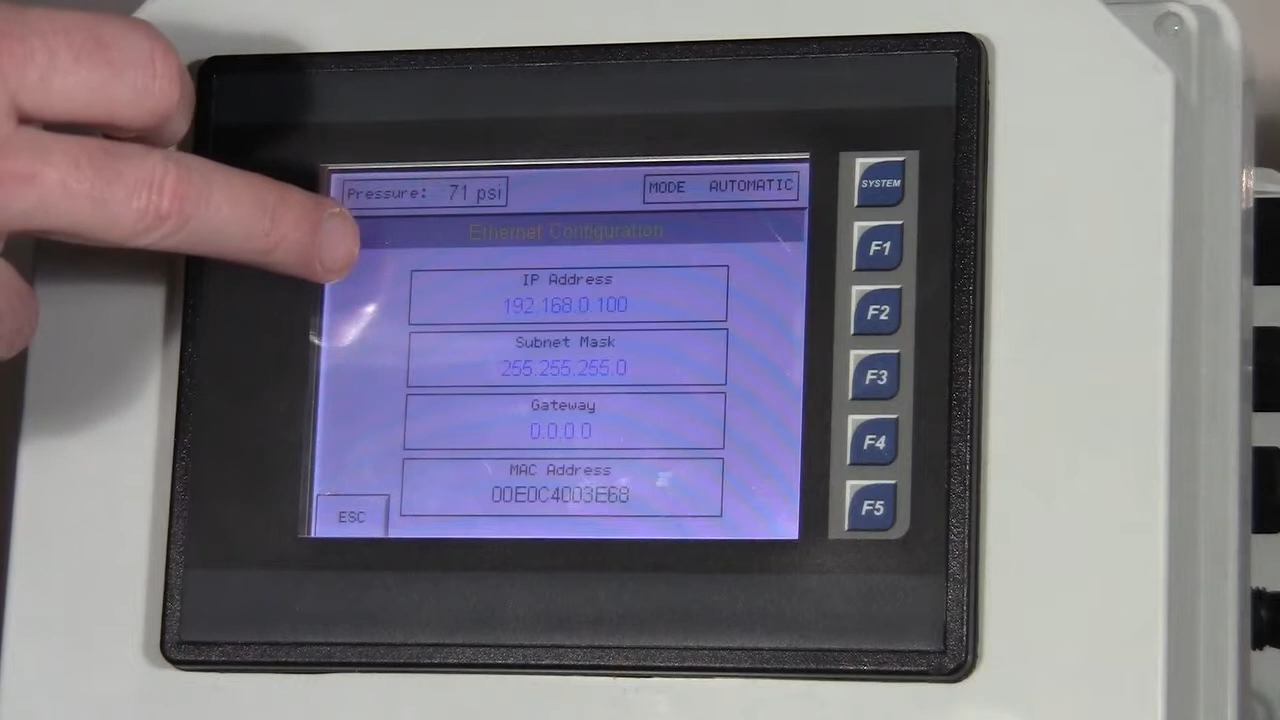 Pressure: 71 psi
MODE AUTOMATIC
Ethernet Configuration
IP Address
192.168.0.100
Subnet Mask
255.255.255.0
Gateway
0.0.0.0
MAC Address
00E0C4003E68
ESC
SYSTEM
F1
F2
F3
F4
F5